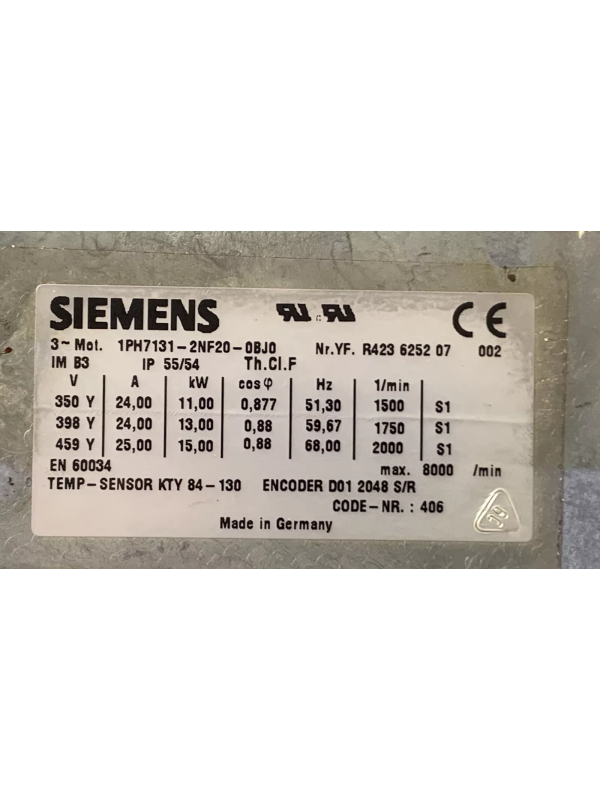 SIEMENS
3~ Mot. 1PH7131-2NF20-0BJ0 Nr.YF. R423 6252 07 002
IM B3 IP 55/54 Th.Cl.F
V A kW cosφ Hz 1/min
350 Y 24,00 11,00 0,877 51,30 1500 S1
398 Y 24,00 13,00 0,88 59,67 1750 S1
459 Y 25,00 15,00 0,88 68,00 2000 S1
EN 60034 max. 8000 /min
TEMP-SENSOR KTY 84-130 ENCODER D01 2048 S/R
CODE-NR. : 406
Made in Germany